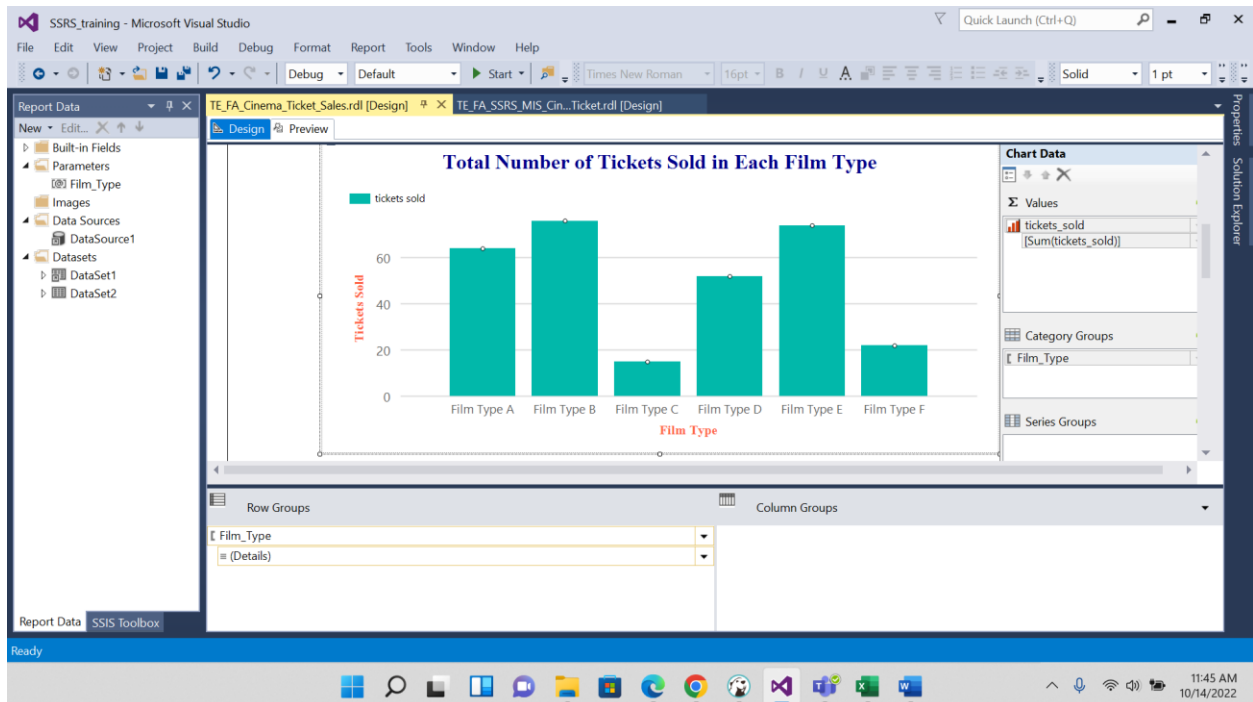 SSRS_training - Microsoft Visual Studio
Quick Launch (Ctrl+Q)
File Edit View Project Build Debug Format Report Tools Window Help
Debug Default Start Times New Roman 16pt B I U A Solid 1 pt
Report Data
New Edit...
Built-in Fields
Parameters
Film_Type
Images
Data Sources
DataSource1
Datasets
DataSet1
DataSet2
Report Data SSIS Toolbox
TE_FA_Cinema_Ticket_Sales.rdl [Design] TE_FA_SSRS_MIS_Cin...Ticket.rdl [Design]
Design Preview
Total Number of Tickets Sold in Each Film Type
tickets sold
Tickets Sold
60
40
20
0
Film Type A Film Type B Film Type C Film Type D Film Type E Film Type F
Film Type
Chart Data
Σ Values
tickets_sold
[Sum(tickets_sold)]
Category Groups
Film_Type
Series Groups
Row Groups
Column Groups
Film_Type
(Details)
Properties
Solution Explorer
Ready
11:45 AM
10/14/2022